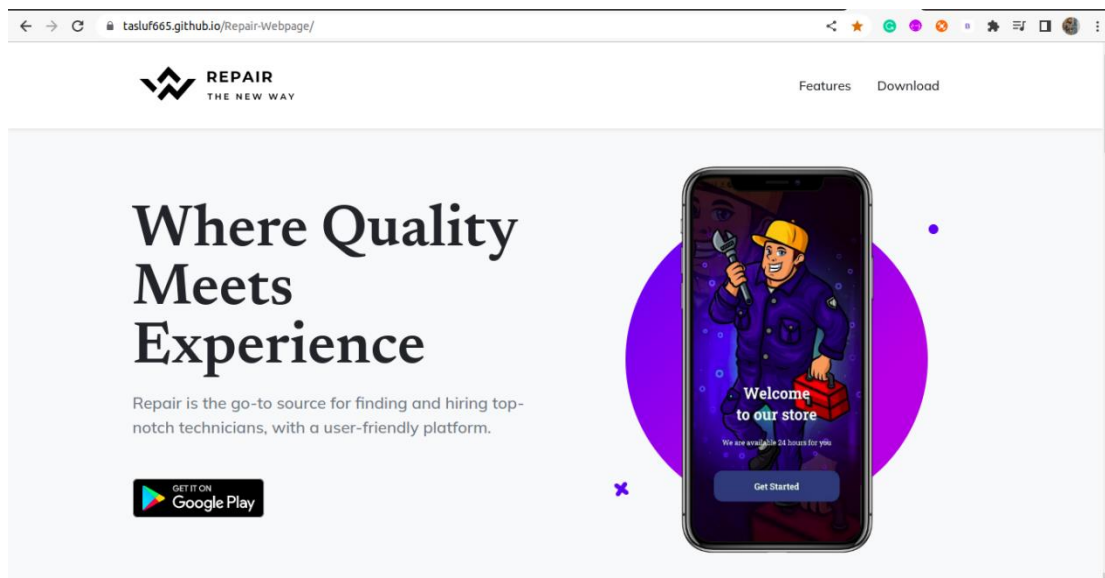 tasluf665.github.io/Repair-Webpage/
REPAIR
THE NEW WAY
Features Download
Where Quality
Meets
Experience
Repair is the go-to source for finding and hiring top-
notch technicians, with a user-friendly platform.
GET IT ON
Google Play
Welcome
to our store
We are available 24 hours for you
Get Started